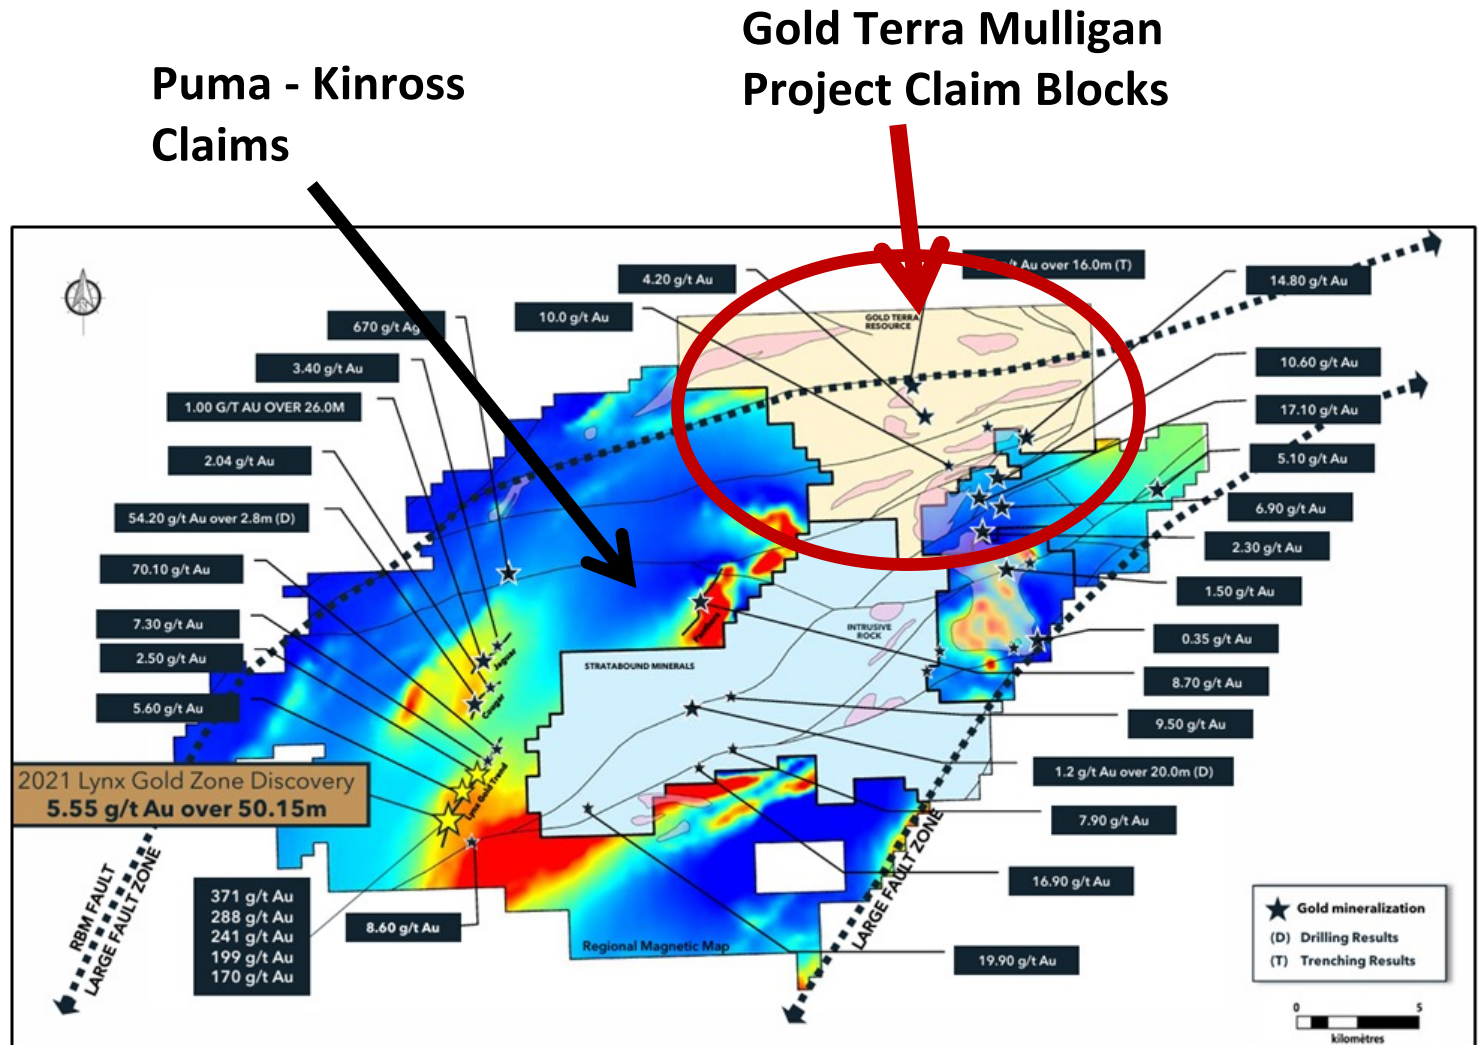 Gold Terra Mulligan
Project Claim Blocks
Puma - Kinross
Claims
g/t Au over 16.0m (T)
4.20 g/t Au
14.80 g/t Au
10.0 g/t Au
GOLD TERRA
RESOURCE
670 g/t Ag
3.40 g/t Au
10.60 g/t Au
1.00 G/T AU OVER 26.0M
17.10 g/t Au
2.04 g/t Au
5.10 g/t Au
54.20 g/t Au over 2.8m (D)
6.90 g/t Au
2.30 g/t Au
70.10 g/t Au
1.50 g/t Au
7.30 g/t Au
INTRUSIVE
ROCK
0.35 g/t Au
2.50 g/t Au
Jaguar
STRATABOUND MINERALS
8.70 g/t Au
5.60 g/t Au
Cougar
9.50 g/t Au
2021 Lynx Gold Zone Discovery
5.55 g/t Au over 50.15m
Lynx Gold Trend
1.2 g/t Au over 20.0m (D)
7.90 g/t Au
RBM FAULT
LARGE FAULT ZONE
LARGE FAULT ZONE
16.90 g/t Au
371 g/t Au
288 g/t Au
241 g/t Au
199 g/t Au
170 g/t Au
8.60 g/t Au
Regional Magnetic Map
19.90 g/t Au
Gold mineralization
(D) Drilling Results
(T) Trenching Results
0 5
kilomètres